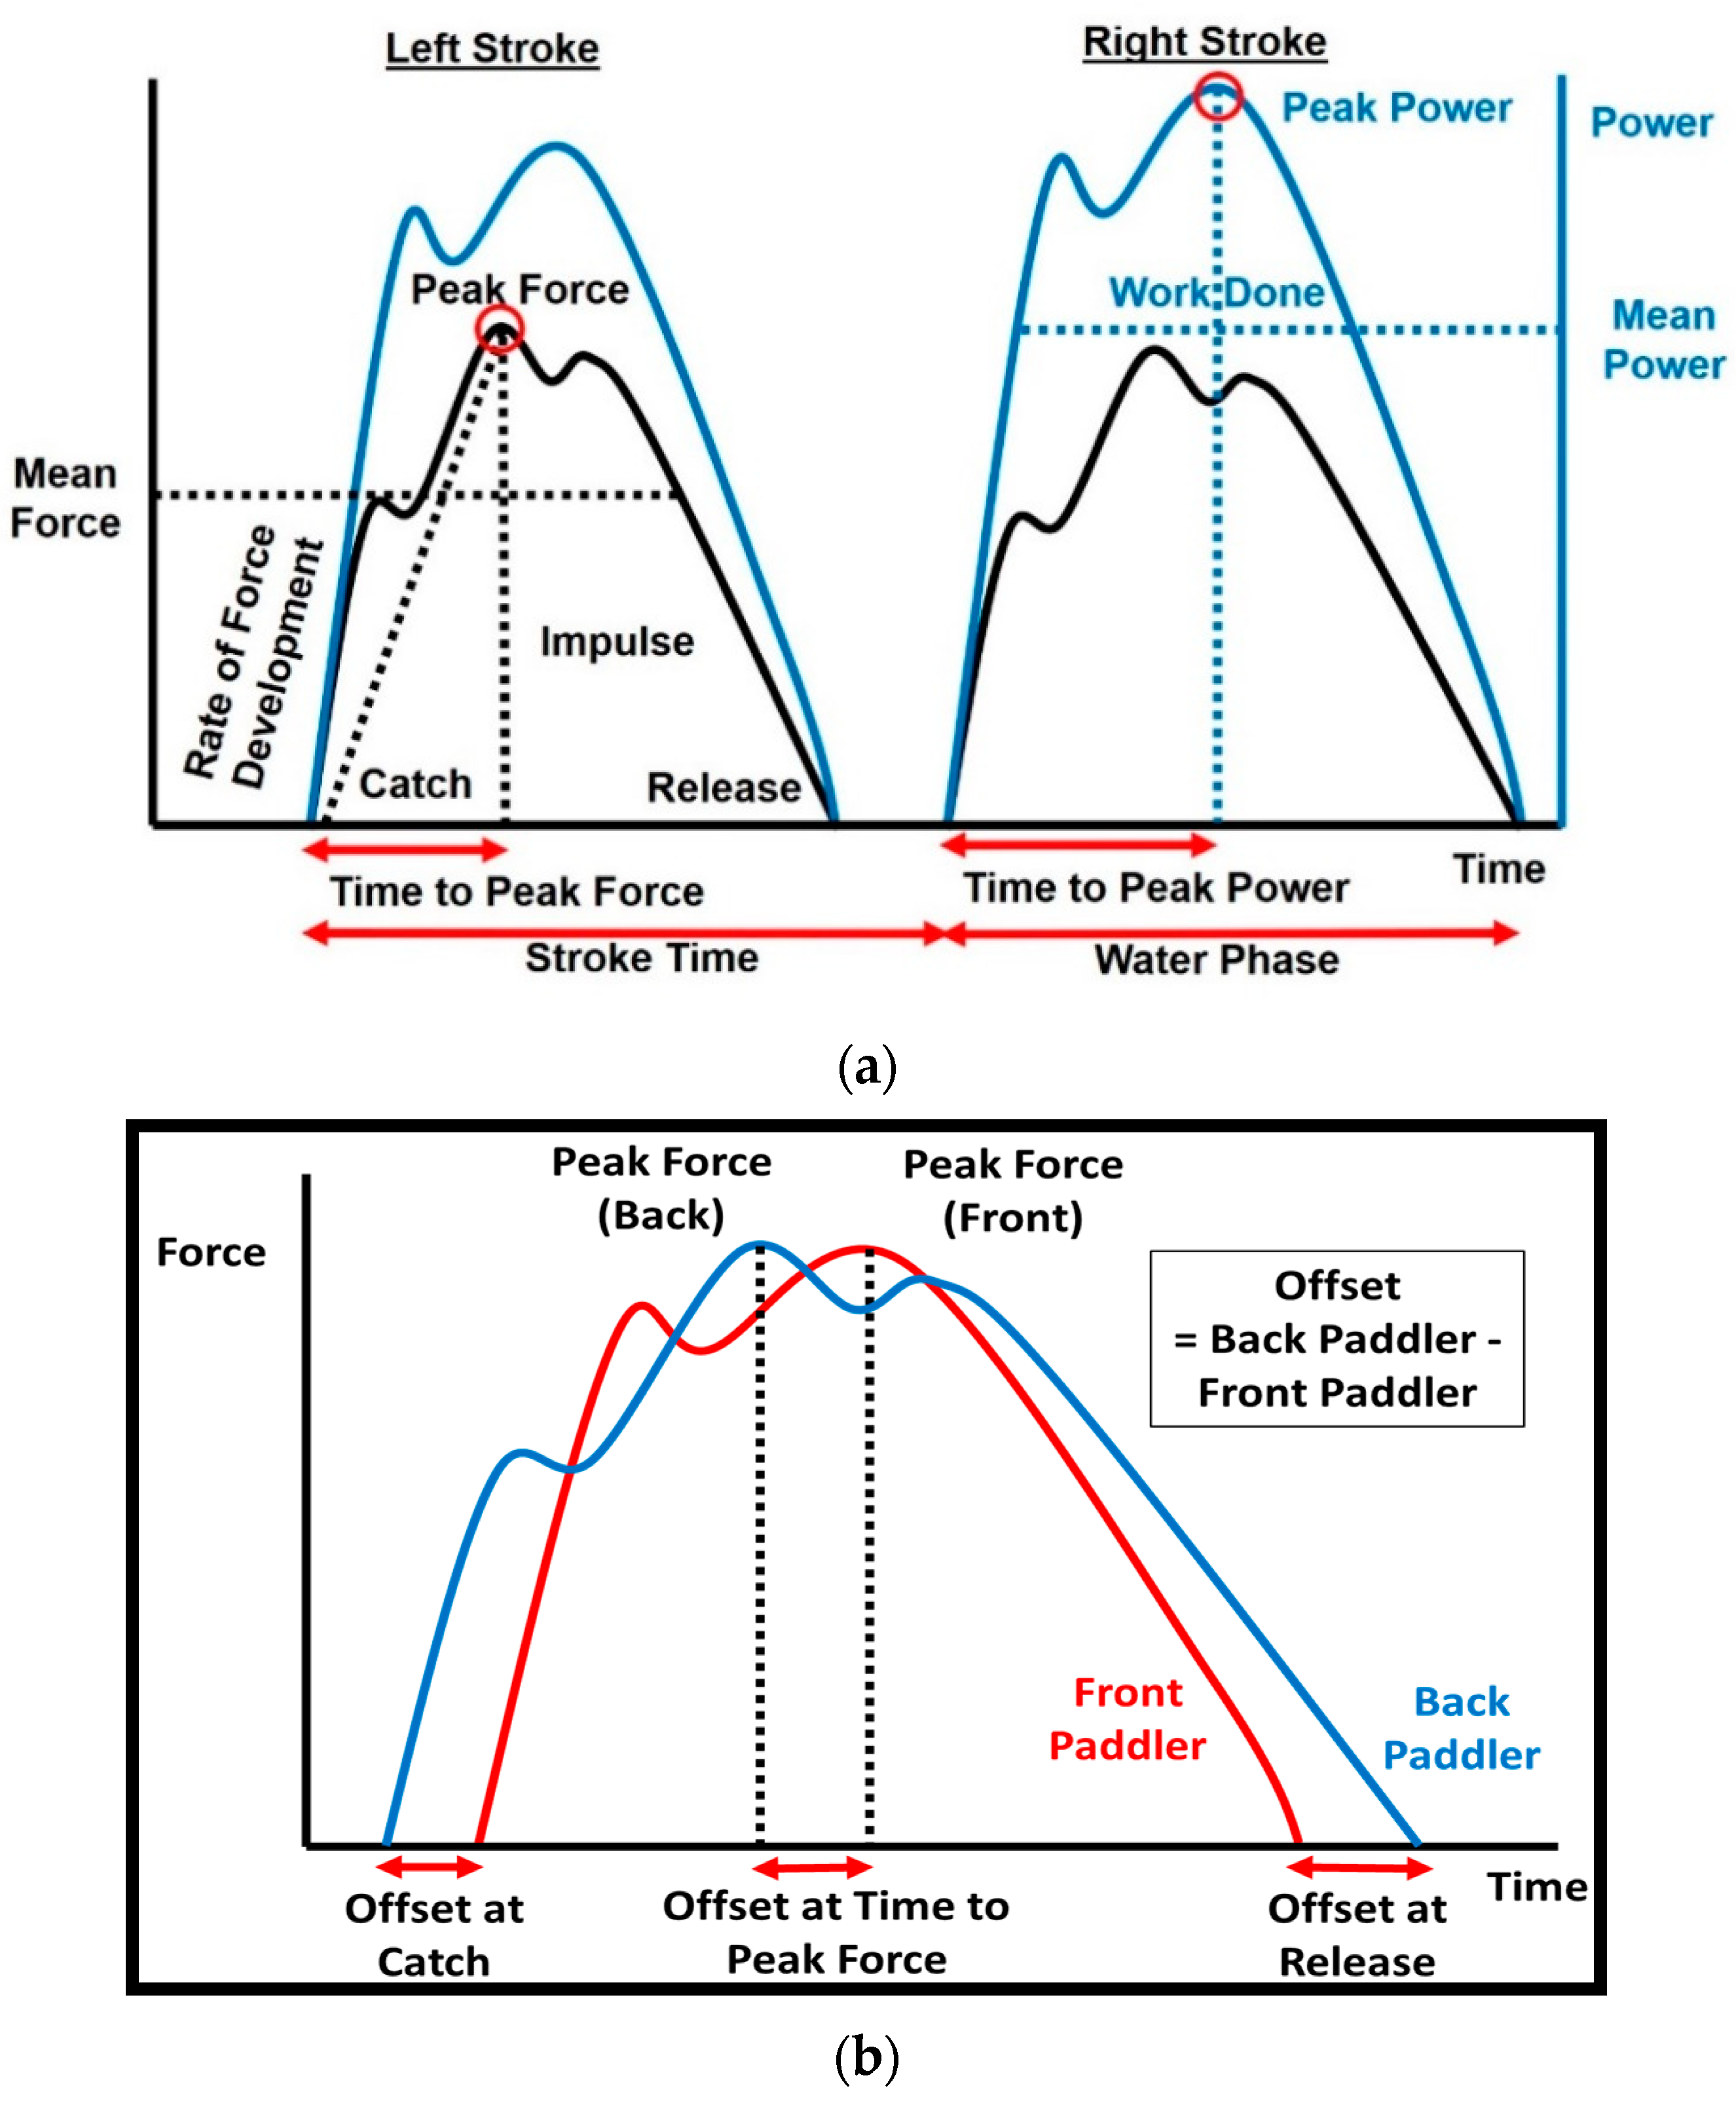 Left Stroke
Right Stroke
Peak Power
Power
Peak Force
Work Done
Mean
Power
Mean
Force
Rate of Force
Development
Impulse
Catch
Release
Time to Peak Force
Time to Peak Power
Time
Stroke Time
Water Phase
(a)
Peak Force
(Back)
Peak Force
(Front)
Force
Offset
= Back Paddler -
Front Paddler
Front
Paddler
Back
Paddler
Time
Offset at
Catch
Offset at Time to
Peak Force
Offset at
Release
(b)